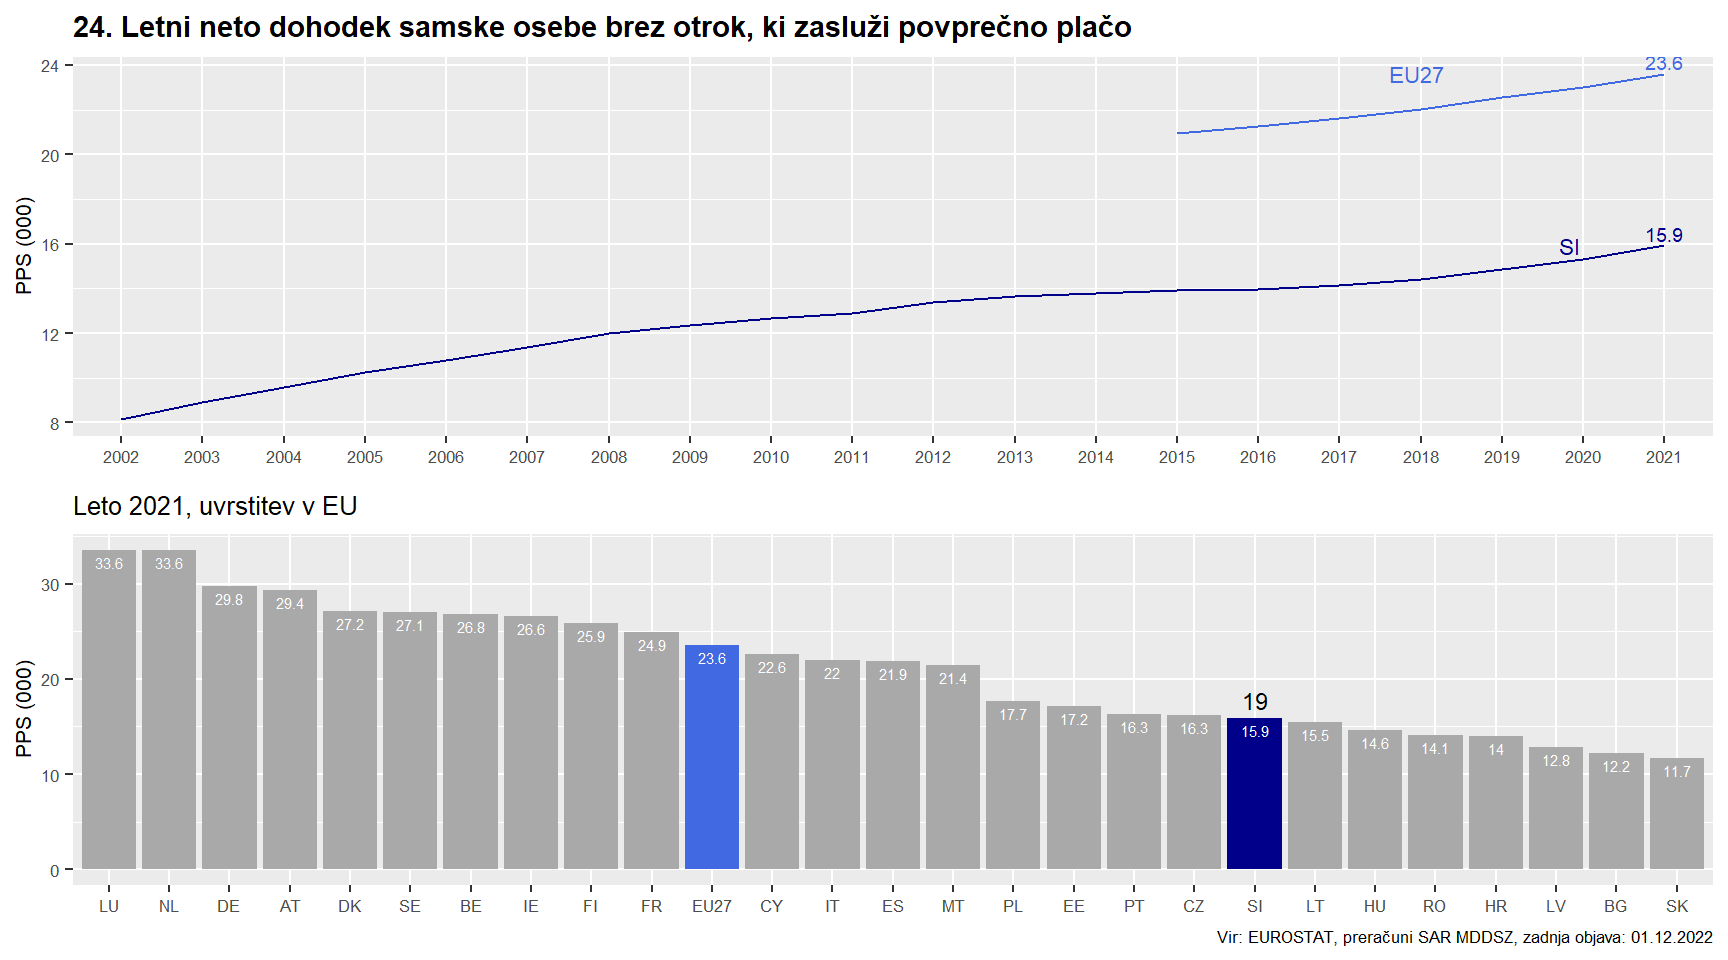 24. Letni neto dohodek samske osebe brez otrok, ki zasluži povprečno plačo
PPS (000)
24
20
16
12
8
EU27
23.6
SI
15.9
2002 2003 2004 2005 2006 2007 2008 2009 2010 2011 2012 2013 2014 2015 2016 2017 2018 2019 2020 2021
Leto 2021, uvrstitev v EU
PPS (000)
30
20
10
0
33.6 33.6 29.8 29.4 27.2 27.1 26.8 26.6 25.9 24.9 23.6 22.6 22 21.9 21.4 17.7 17.2 16.3 16.3 15.9 15.5 14.6 14.1 14 12.8 12.2 11.7
19
LU NL DE AT DK SE BE IE FI FR EU27 CY IT ES MT PL EE PT CZ SI LT HU RO HR LV BG SK
Vir: EUROSTAT, preračuni SAR MDDSZ, zadnja objava: 01.12.2022